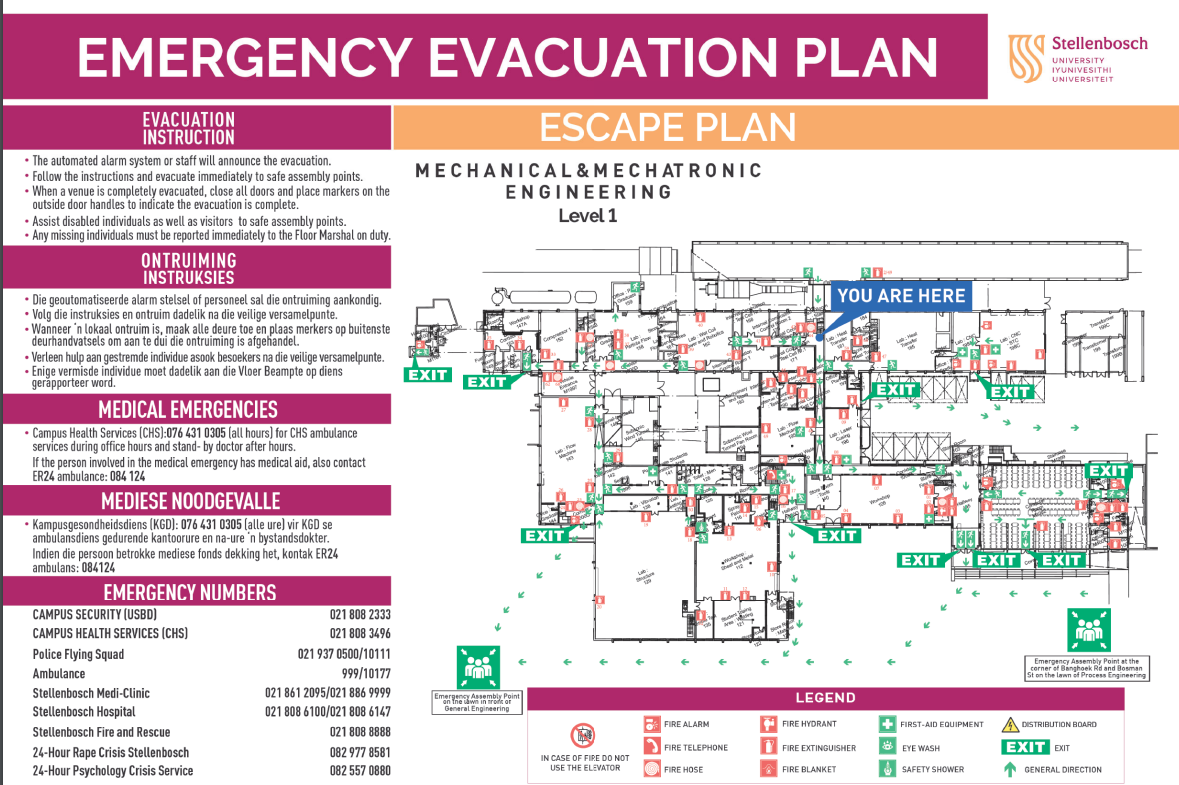 EMERGENCY EVACUATION PLAN
Stellenbosch
UNIVERSITY
IYUNIVESITHI
UNIVERSITEIT
EVACUATION
INSTRUCTION
• The automated alarm system or staff will announce the evacuation.
• Follow the instructions and evacuate immediately to safe assembly points.
• When a venue is completely evacuated, close all doors and place markers on the
outside door handles to indicate the evacuation is complete.
• Assist disabled individuals as well as visitors to safe assembly points.
• Any missing individuals must be reported immediately to the Floor Marshal on duty.
ONTRUIMING
INSTRUKSIES
• Die geoutomatiseerde alarm stelsel of personeel sal die ontruiming aankondig.
• Volg die instruksies en ontruim dadelik na die veilige versamelpunte.
• Wanneer 'n lokaal ontruim is, maak alle deure toe en plaas merkers op buitenste
deurhandvatsels om aan te dui die ontruiming is afgehandel.
• Verleen hulp aan gestremde individue asook besoekers na die veilige versamelpunte.
• Enige vermisde individue moet dadelik aan die Vloer Beampte op diens
gerapporteer word.
MEDICAL EMERGENCIES
• Campus Health Services (CHS):076 431 0305 (all hours) for CHS ambulance
services during office hours and stand- by doctor after hours.
If the person involved in the medical emergency has medical aid, also contact
ER24 ambulance: 084 124
MEDIESE NOODGEVALLE
• Kampusgesondheidsdiens (KGD): 076 431 0305 (alle ure) vir KGD se
ambulansdiens gedurende kantoorure en na-ure 'n bystandsdokter.
Indien die persoon betrokke mediese fonds dekking het, kontak ER24
ambulans: 084124
EMERGENCY NUMBERS
CAMPUS SECURITY (USBD) 021 808 2333
CAMPUS HEALTH SERVICES (CHS) 021 808 3496
Police Flying Squad 021 937 0500/10111
Ambulance 999/10177
Stellenbosch Medi-Clinic 021 861 2095/021 886 9999
Stellenbosch Hospital 021 808 6100/021 808 6147
Stellenbosch Fire and Rescue 021 808 8888
24-Hour Rape Crisis Stellenbosch 082 977 8581
24-Hour Psychology Crisis Service 082 557 0880
ESCAPE PLAN
MECHANICAL&MECHATRONIC
ENGINEERING
Level 1
YOU ARE HERE
EXIT
EXIT
EXIT
EXIT
EXIT
EXIT
EXIT
EXIT
EXIT
EXIT
Emergency Assembly Point
on the lawn in front of
General Engineering
Emergency Assembly Point at the
corner of Banghoek Rd and Bosman
St on the lawn of Process Engineering
LEGEND
IN CASE OF FIRE DO NOT
USE THE ELEVATOR
FIRE ALARM
FIRE TELEPHONE
FIRE HOSE
FIRE HYDRANT
FIRE EXTINGUISHER
FIRE BLANKET
FIRST-AID EQUIPMENT
EYE WASH
SAFETY SHOWER
DISTRIBUTION BOARD
EXIT EXIT
GENERAL DIRECTION